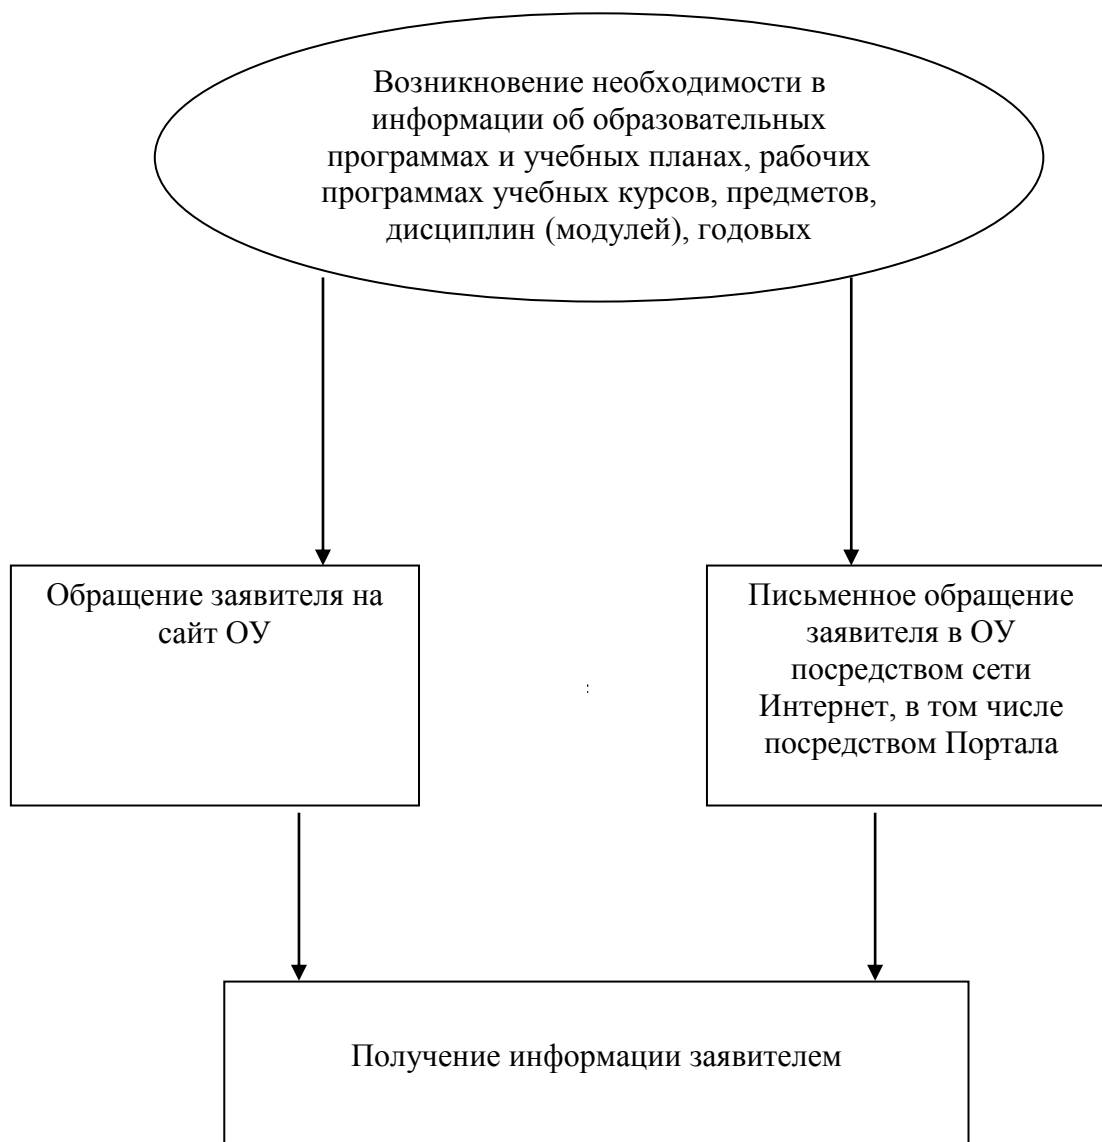 Возникновение необходимости в
информации об образовательных
программах и учебных планах, рабочих
программах учебных курсов, предметов,
дисциплин (модулей), годовых
Обращение заявителя на
сайт ОУ
Письменное обращение
заявителя в ОУ
посредством сети
Интернет, в том числе
посредством Портала
:
Получение информации заявителем